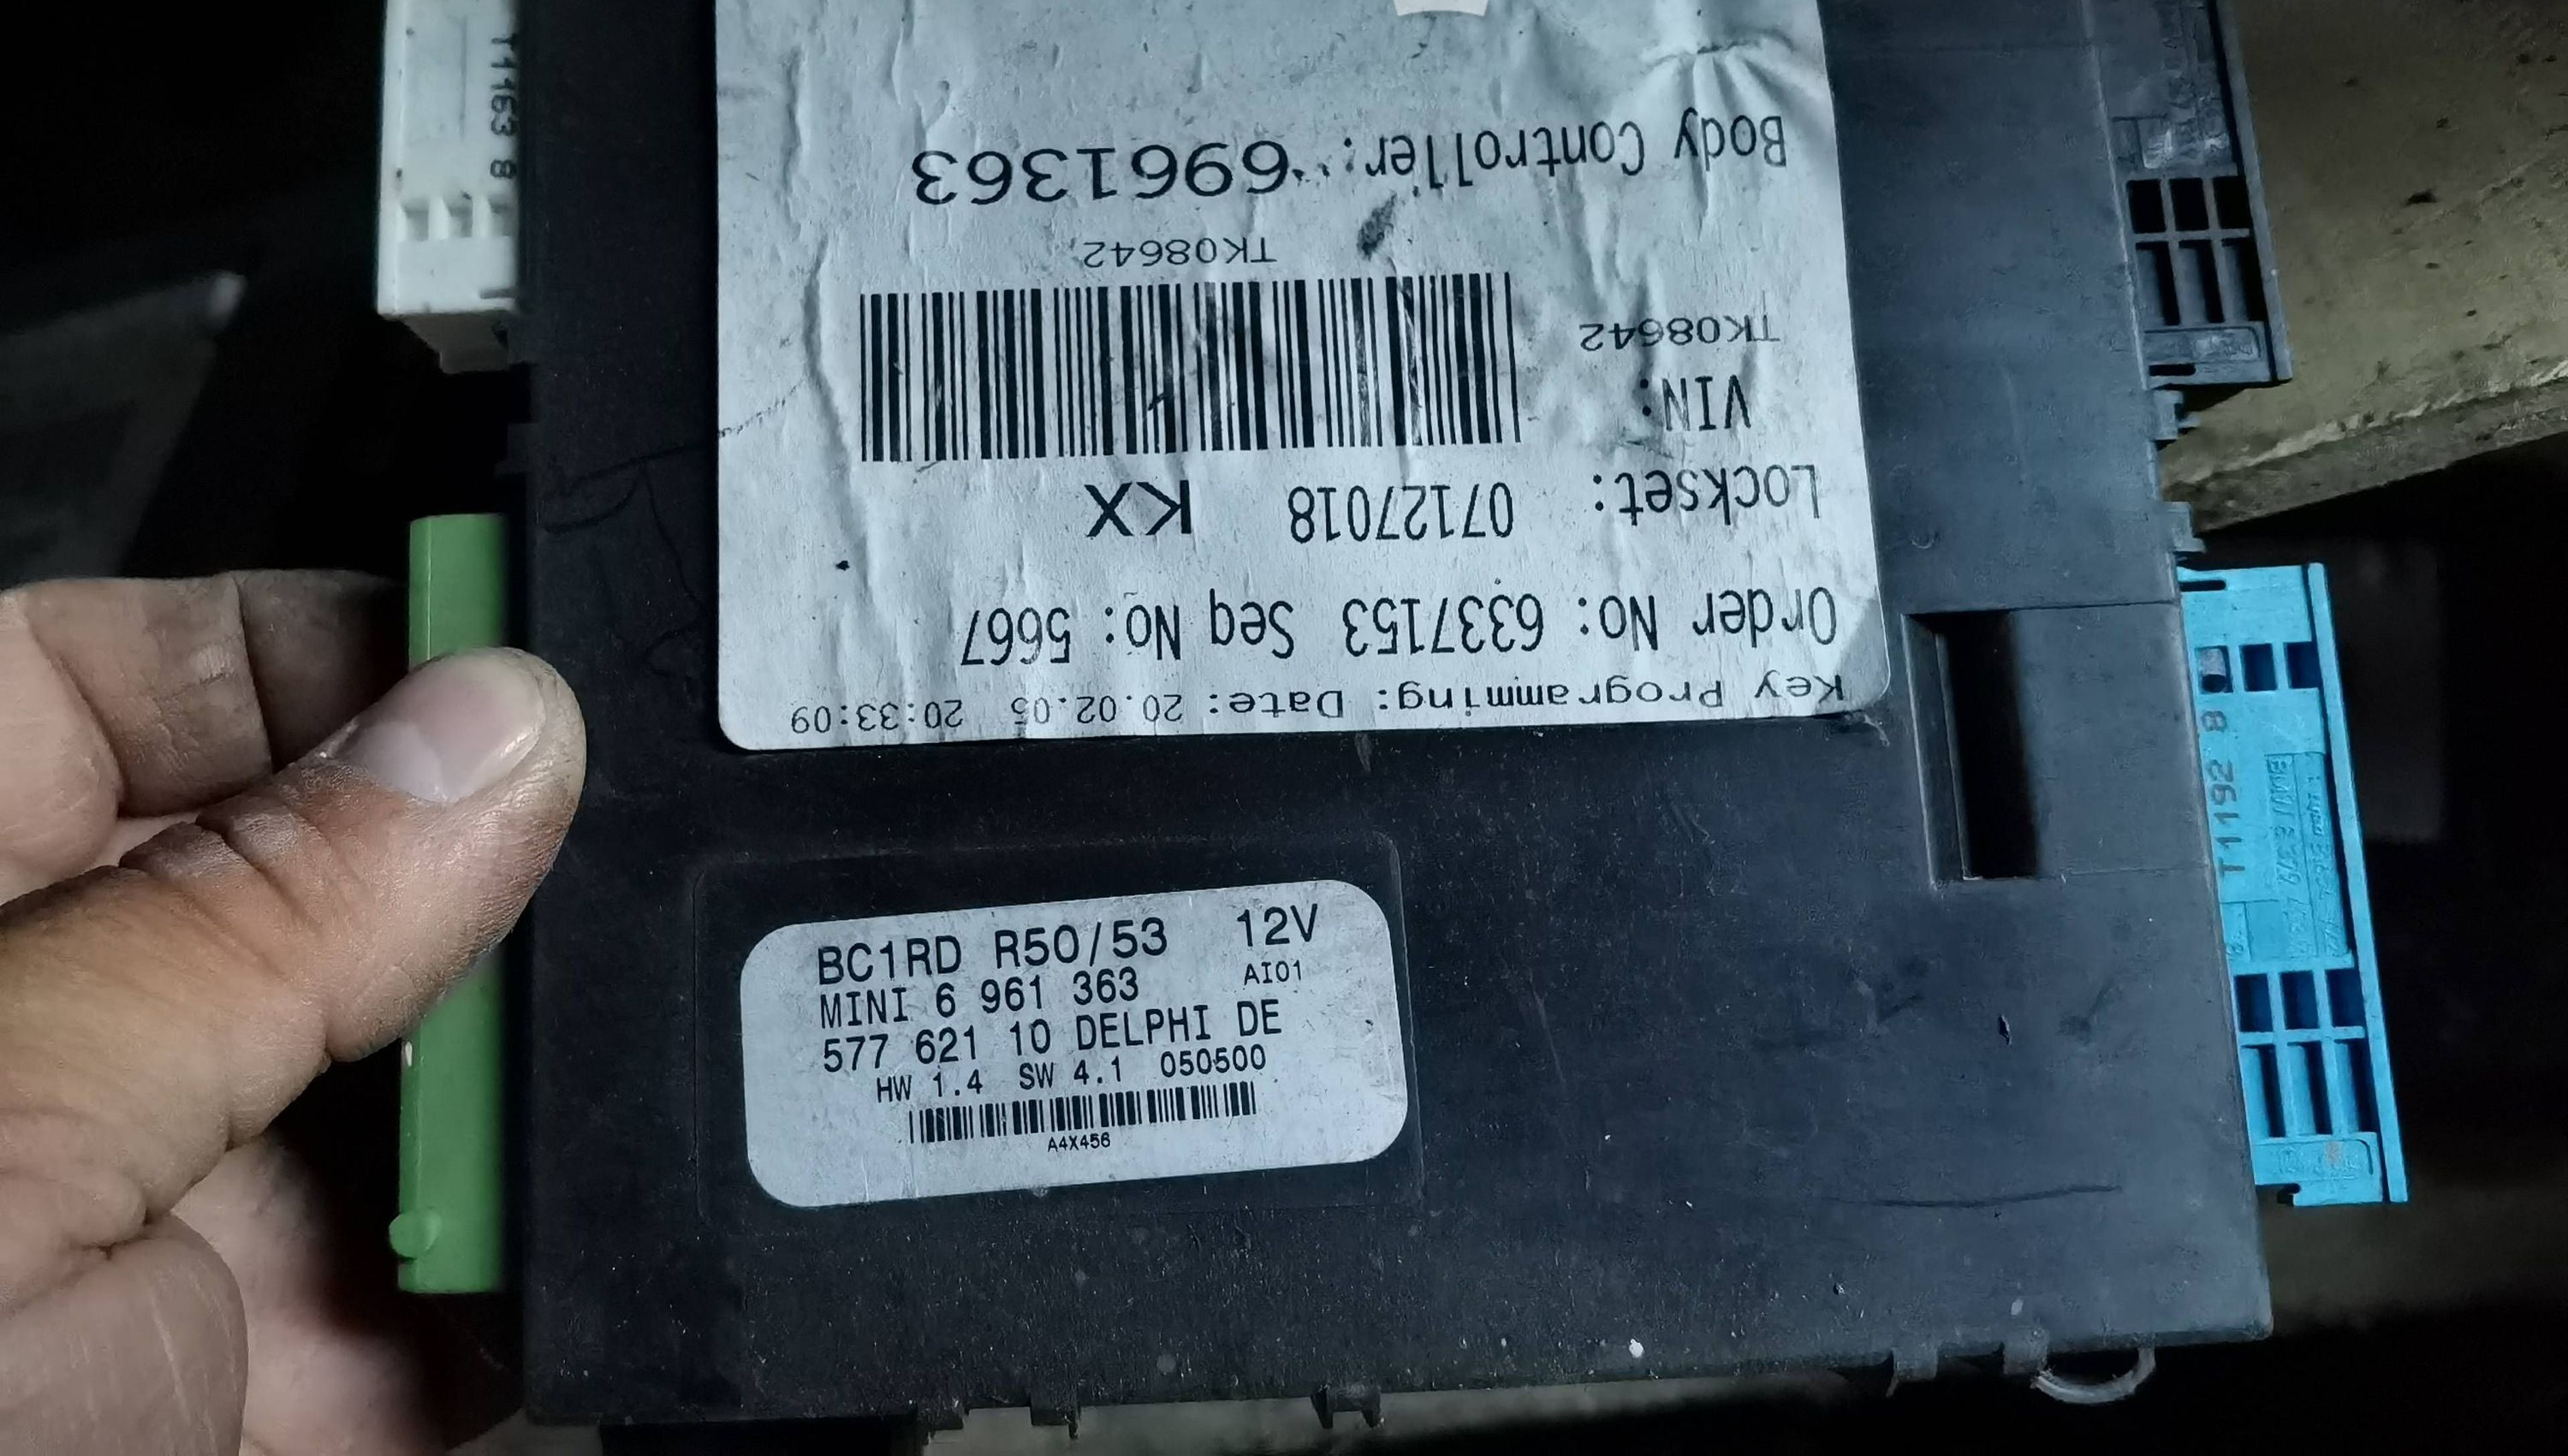 Key Programming: Date: 20.02.05 20:33:09
Order No: 6337153 Seq No: 5667
Lockset: 07127018 KX
VIN:
TK08642
TK08642
Body Controller: 6961363
BC1RD R50/53 12V
MINI 6 961 363 AI01
577 621 10 DELPHI DE
HW 1.4 SW 4.1 050500
A4X456
T1163 8
T1192 8